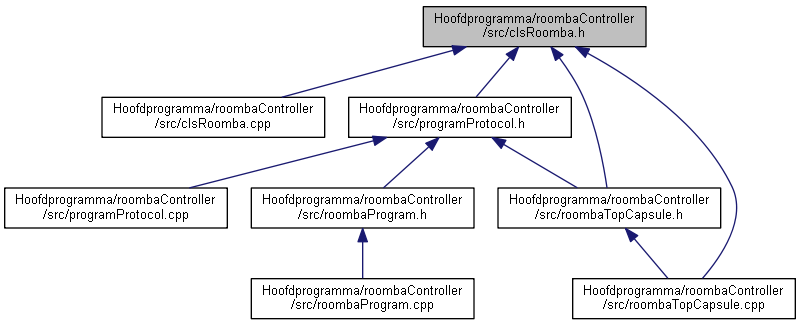 Hoofdprogramma/roombaController
/src/clsRoomba.h
Hoofdprogramma/roombaController
/src/clsRoomba.cpp
Hoofdprogramma/roombaController
/src/programProtocol.h
Hoofdprogramma/roombaController
/src/programProtocol.cpp
Hoofdprogramma/roombaController
/src/roombaProgram.h
Hoofdprogramma/roombaController
/src/roombaTopCapsule.h
Hoofdprogramma/roombaController
/src/roombaProgram.cpp
Hoofdprogramma/roombaController
/src/roombaTopCapsule.cpp